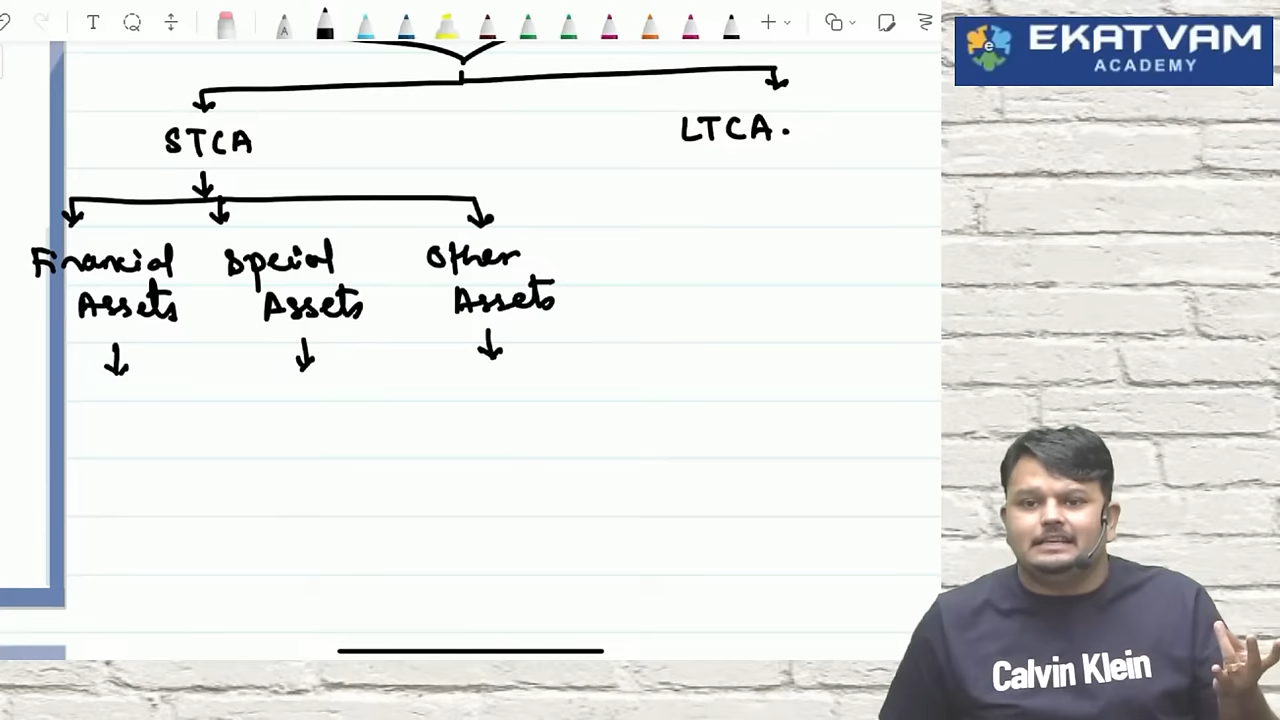 T
A
EKATVAM
ACADEMY
STCA
LTCA.
Financial
Assets
Special
Assets
Other
Assets
Calvin Klein